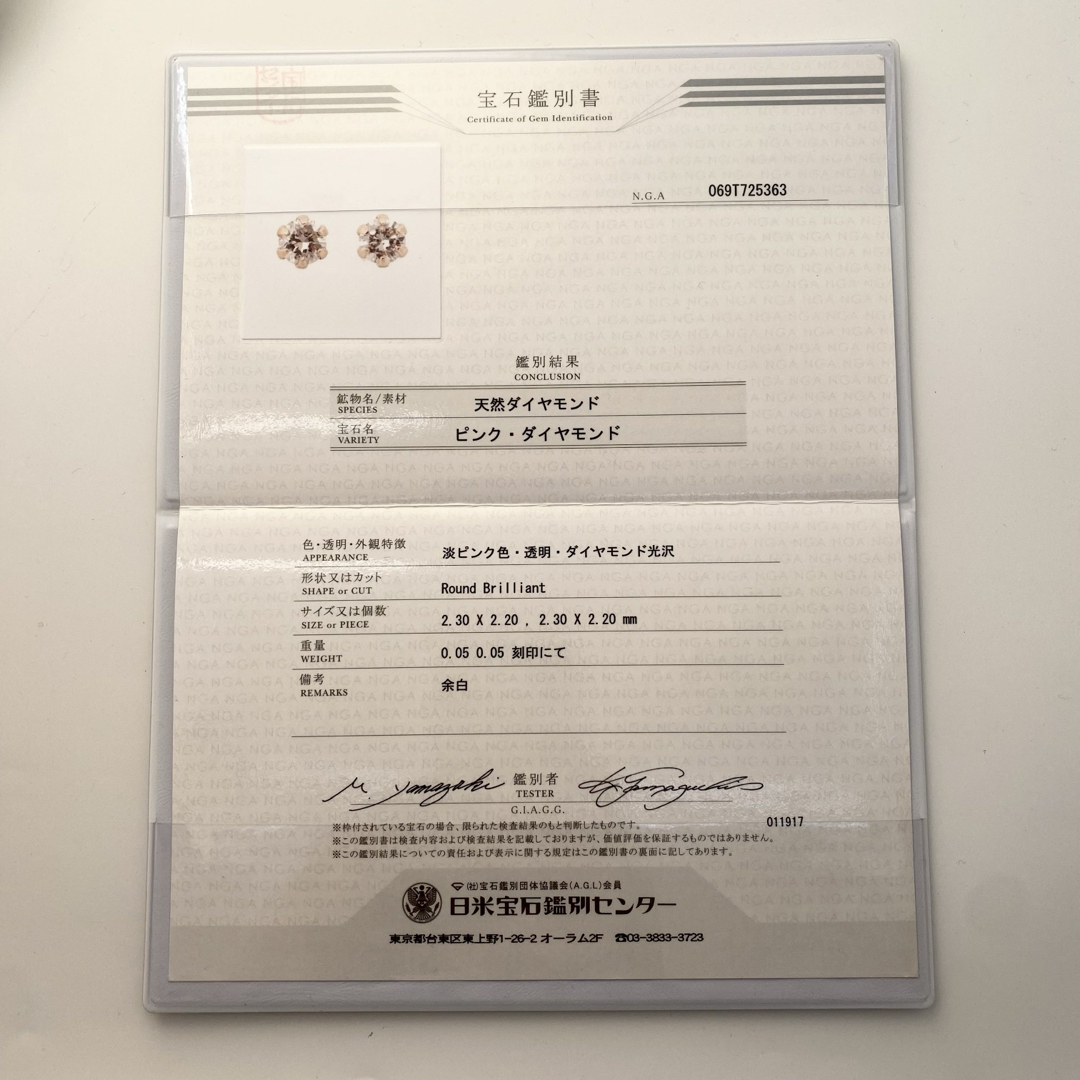 宝石鑑別書
Certificate of Gem Identification
N.G.A 069T725363
鑑別結果
CONCLUSION
鉱物名/素材 天然ダイヤモンド
SPECIES
宝石名 ピンク・ダイヤモンド
VARIETY
色・透明・外観特徴 淡ピンク色・透明・ダイヤモンド光沢
APPEARANCE
形状又はカット Round Brilliant
SHAPE or CUT
サイズ又は個数 2.30 X 2.20 , 2.30 X 2.20 mm
SIZE or PIECE
重量 0.05 0.05 刻印にて
WEIGHT
備考 余白
REMARKS
M. Yamazaki 鑑別者
TESTER
G.I.A.G.G.
※枠付されている宝石の場合、限られた検査結果のもと判断したものです。 011917
※この鑑別書は検査内容および検査結果を記載しておりますが、価値評価を保証するものではありません。
※この鑑別結果についての責任および表示に関する規定はこの鑑別書の裏面に記してあります。
(社)宝石鑑別団体協議会(A.G.L)会員
日米宝石鑑別センター
東京都台東区東上野1-26-2 オーラム2F ☎03-3833-3723